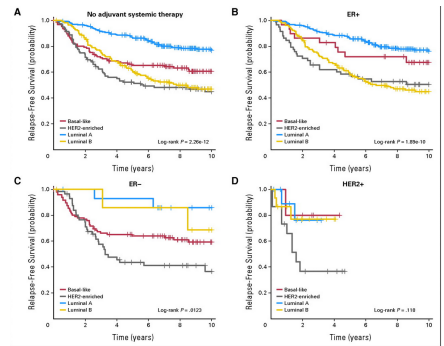 A
No adjuvant systemic therapy
Relapse-Free Survival (probability)
1.0
0.8
0.6
0.4
0.2
Basal-like
HER2-enriched
Luminal A
Luminal B
Log-rank P = 2.26e-12
0 2 4 6 8 10
Time (years)
B
ER+
Relapse-Free Survival (probability)
1.0
0.8
0.6
0.4
0.2
Basal-like
HER2-enriched
Luminal A
Luminal B
Log-rank P = 1.89e-10
0 2 4 6 8 10
Time (years)
C
ER–
Relapse-Free Survival (probability)
1.0
0.8
0.6
0.4
0.2
Basal-like
HER2-enriched
Luminal A
Luminal B
Log-rank P = .0123
0 2 4 6 8 10
Time (years)
D
HER2+
Relapse-Free Survival (probability)
1.0
0.8
0.6
0.4
0.2
Basal-like
HER2-enriched
Luminal A
Luminal B
Log-rank P = .110
0 2 4 6 8 10
Time (years)